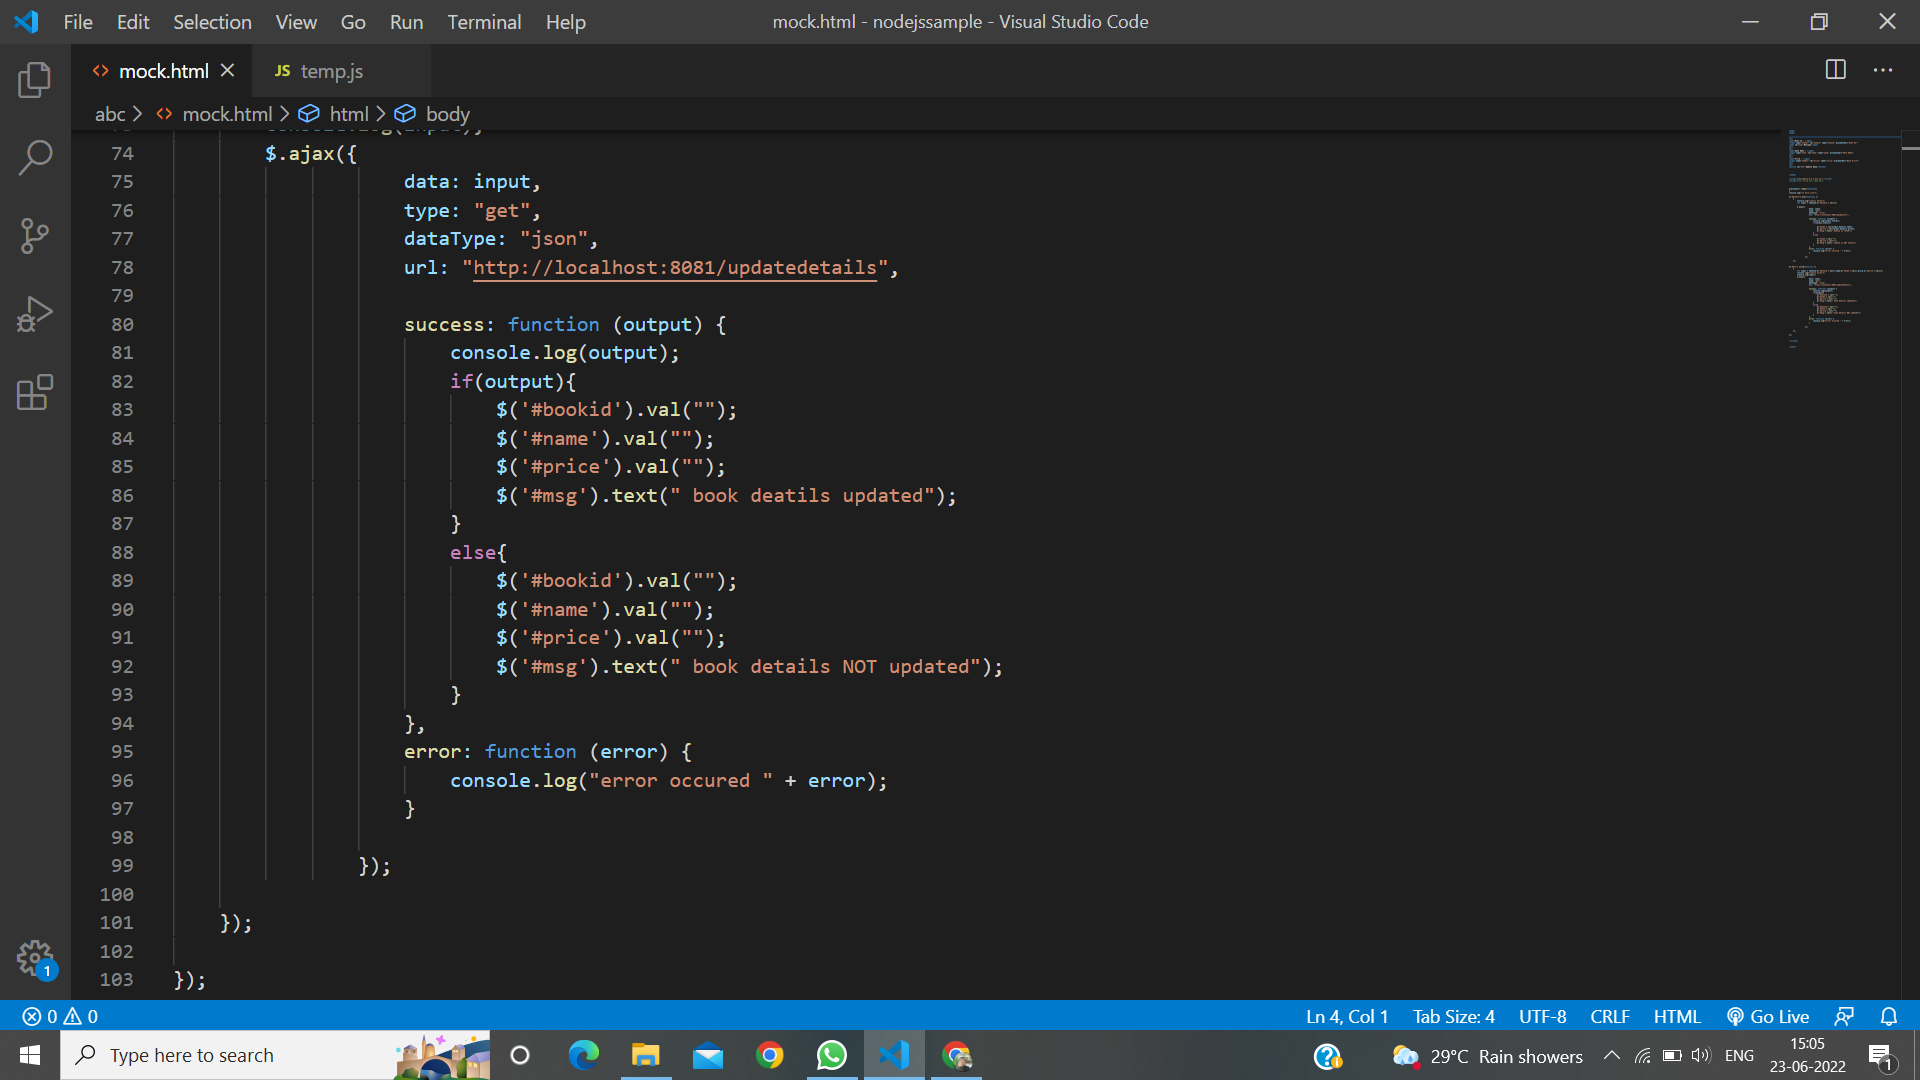 File Edit Selection View Go Run Terminal Help
mock.html - nodejssample - Visual Studio Code
mock.html
JS temp.js
abc > mock.html > html > body
74 $.ajax({
75 data: input,
76 type: "get",
77 dataType: "json",
78 url: "http://localhost:8081/updatedetails",
79
80 success: function (output) {
81 console.log(output);
82 if(output){
83 $('#bookid').val("");
84 $('#name').val("");
85 $('#price').val("");
86 $('#msg').text(" book deatils updated");
87 }
88 else{
89 $('#bookid').val("");
90 $('#name').val("");
91 $('#price').val("");
92 $('#msg').text(" book details NOT updated");
93 }
94 },
95 error: function (error) {
96 console.log("error occured " + error);
97 }
98
99 });
100
101 });
102
103 });
1
0 0
Ln 4, Col 1 Tab Size: 4 UTF-8 CRLF HTML Go Live
Type here to search
29°C Rain showers
ENG
15:05
23-06-2022
1